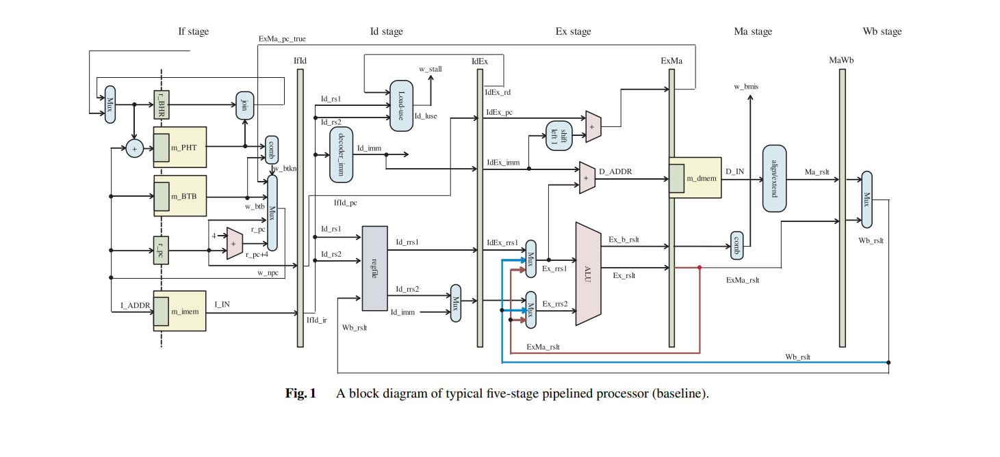 If stage
Id stage
Ex stage
Ma stage
Wb stage
ExMa_pc_true
IfId
IdEx
ExMa
MaWb
w_stall
w_bmis
Mux
r_BHR
join
Id_rs1
Load-use
IdEx_rd
Id_rs2
Id_luse
IdEx_pc
decoder_imm
shift
left 1
+
+
m_PHT
comb
Id_imm
w_btkn
IdEx_imm
+
D_ADDR
m_dmem
D_IN
align/extend
Ma_rslt
m_BTB
w_btb
Mux
IfId_pc
Mux
r_pc
4
+
r_pc
r_pc+4
w_npc
Id_rs1
Id_rs2
regfile
Id_rrs1
IdEx_rrs1
Mux
Ex_rrs1
ALU
Ex_b_rslt
Ex_rslt
comb
ExMa_rslt
Wb_rslt
I_ADDR
m_imem
I_IN
IfId_ir
Id_rrs2
Id_imm
Mux
Mux
Ex_rrs2
Wb_rslt
ExMa_rslt
Wb_rslt
Fig. 1 A block diagram of typical five-stage pipelined processor (baseline).